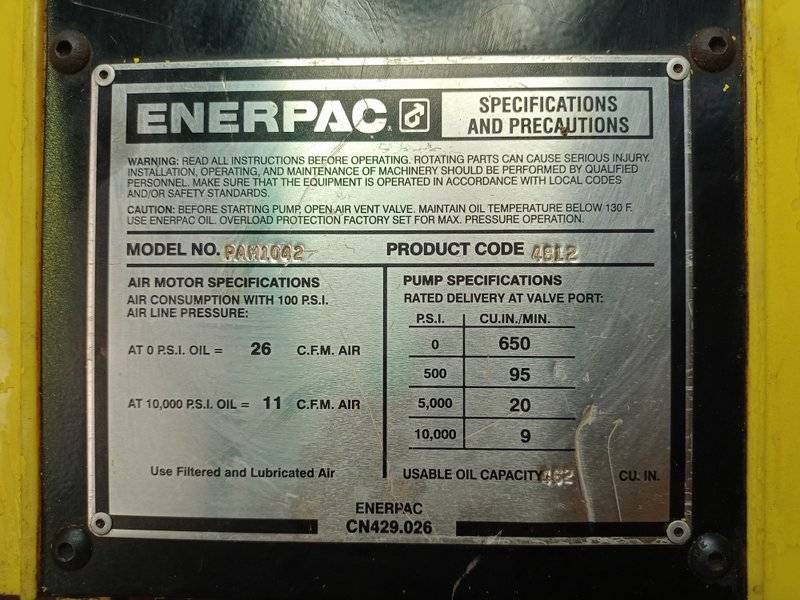 ENERPAC
SPECIFICATIONS
AND PRECAUTIONS
WARNING: READ ALL INSTRUCTIONS BEFORE OPERATING. ROTATING PARTS CAN CAUSE SERIOUS INJURY.
INSTALLATION, OPERATING, AND MAINTENANCE OF MACHINERY SHOULD BE PERFORMED BY QUALIFIED
PERSONNEL. MAKE SURE THAT THE EQUIPMENT IS OPERATED IN ACCORDANCE WITH LOCAL CODES
AND/OR SAFETY STANDARDS.
CAUTION: BEFORE STARTING PUMP, OPEN AIR VENT VALVE. MAINTAIN OIL TEMPERATURE BELOW 130 F.
USE ENERPAC OIL. OVERLOAD PROTECTION FACTORY SET FOR MAX. PRESSURE OPERATION.
MODEL NO. PAM1042 PRODUCT CODE 4612
AIR MOTOR SPECIFICATIONS
AIR CONSUMPTION WITH 100 P.S.I.
AIR LINE PRESSURE:
AT 0 P.S.I. OIL = 26 C.F.M. AIR
AT 10,000 P.S.I. OIL = 11 C.F.M. AIR
Use Filtered and Lubricated Air
PUMP SPECIFICATIONS
RATED DELIVERY AT VALVE PORT:
P.S.I. CU.IN./MIN.
0 650
500 95
5,000 20
10,000 9
USABLE OIL CAPACITY 462 CU. IN.
ENERPAC
CN429.026